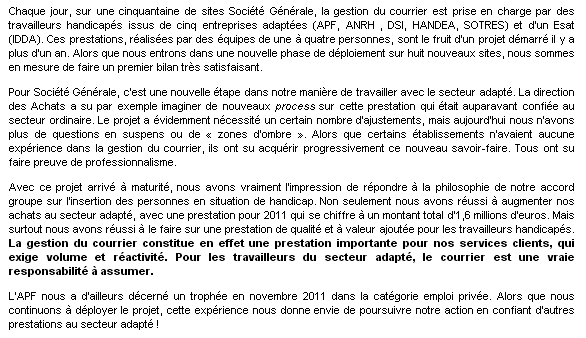 Chaque jour, sur une cinquantaine de sites Société Générale, la gestion du courrier est prise en charge par des
travailleurs handicapés issus de cinq entreprises adaptées (APF, ANRH , DSI, HANDEA, SOTRES) et d'un Esat
(IDDA). Ces prestations, réalisées par des équipes de une à quatre personnes, sont le fruit d'un projet démarré il y a
plus d'un an. Alors que nous entrons dans une nouvelle phase de déploiement sur huit nouveaux sites, nous sommes
en mesure de faire un premier bilan très satisfaisant.
Pour Société Générale, c'est une nouvelle étape dans notre manière de travailler avec le secteur adapté. La direction
des Achats a su par exemple imaginer de nouveaux process sur cette prestation qui était auparavant confiée au
secteur ordinaire. Le projet a évidemment nécessité un certain nombre d'ajustements, mais aujourd'hui nous n'avons
plus de questions en suspens ou de « zones d'ombre ». Alors que certains établissements n'avaient aucune
expérience dans la gestion du courrier, ils ont su acquérir progressivement ce nouveau savoir-faire. Tous ont su
faire preuve de professionnalisme.
Avec ce projet arrivé à maturité, nous avons vraiment l'impression de répondre à la philosophie de notre accord
groupe sur l'insertion des personnes en situation de handicap. Non seulement nous avons réussi à augmenter nos
achats au secteur adapté, avec une prestation pour 2011 qui se chiffre à un montant total d'1,6 millions d'euros. Mais
surtout nous avons réussi à le faire sur une prestation de qualité et à valeur ajoutée pour les travailleurs handicapés.
La gestion du courrier constitue en effet une prestation importante pour nos services clients, qui
exige volume et réactivité. Pour les travailleurs du secteur adapté, le courrier est une vraie
responsabilité à assumer.
L'APF nous a d'ailleurs décerné un trophée en novembre 2011 dans la catégorie emploi privée. Alors que nous
continuons à déployer le projet, cette expérience nous donne envie de poursuivre notre action en confiant d'autres
prestations au secteur adapté !